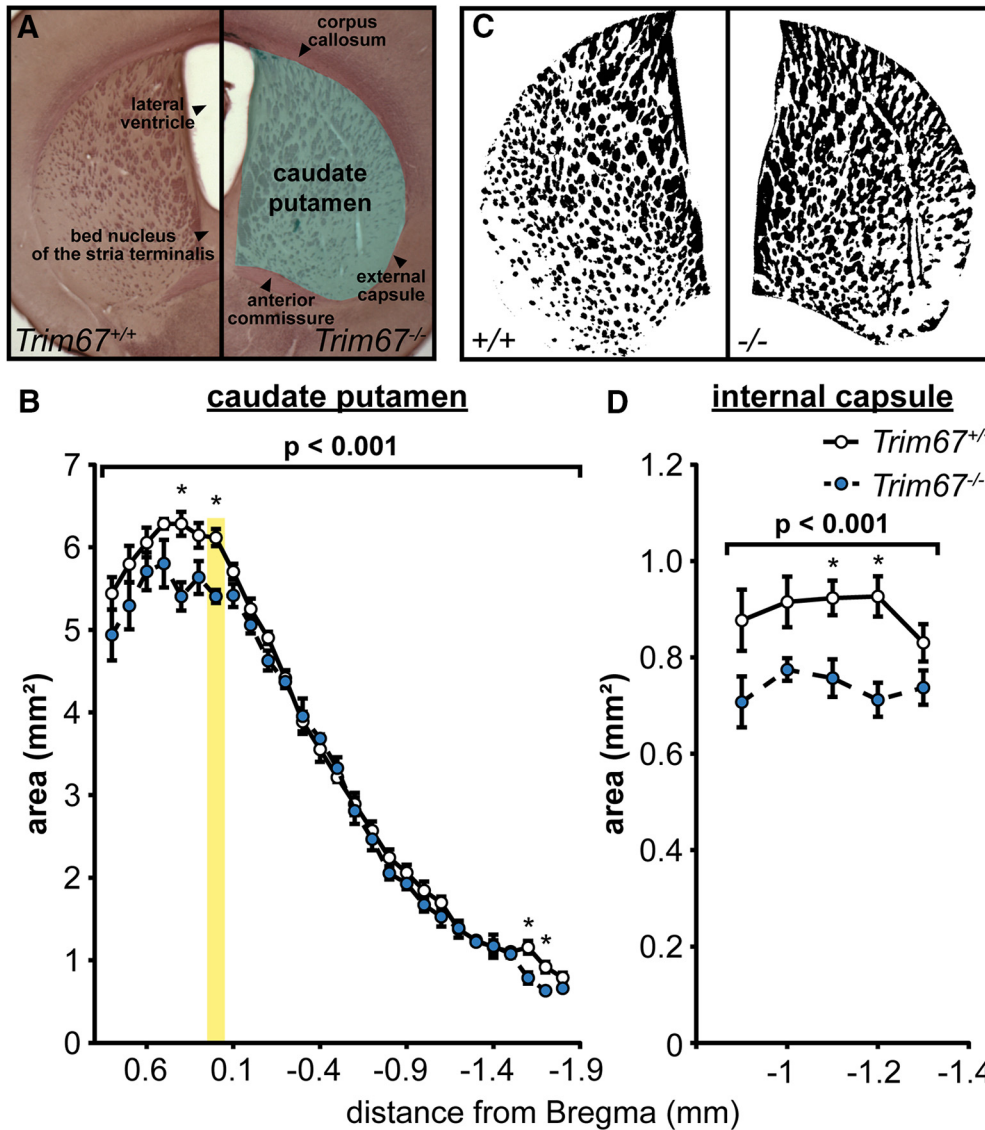 A
corpus
callosum
lateral
ventricle
caudate
putamen
bed nucleus
of the stria terminalis
external
capsule
anterior
commissure
Trim67+/+
Trim67-/-
C
+/+
-/-
B
caudate putamen
p < 0.001
7
6
5
4
3
2
1
0
area (mm²)
* *
* *
0.6 0.1 -0.4 -0.9 -1.4 -1.9
D
internal capsule
Trim67+/
Trim67-/-
p < 0.001
* *
1.2
1.0
0.8
0.6
0.4
0.2
0
area (mm²)
-1 -1.2 -1.4
distance from Bregma (mm)